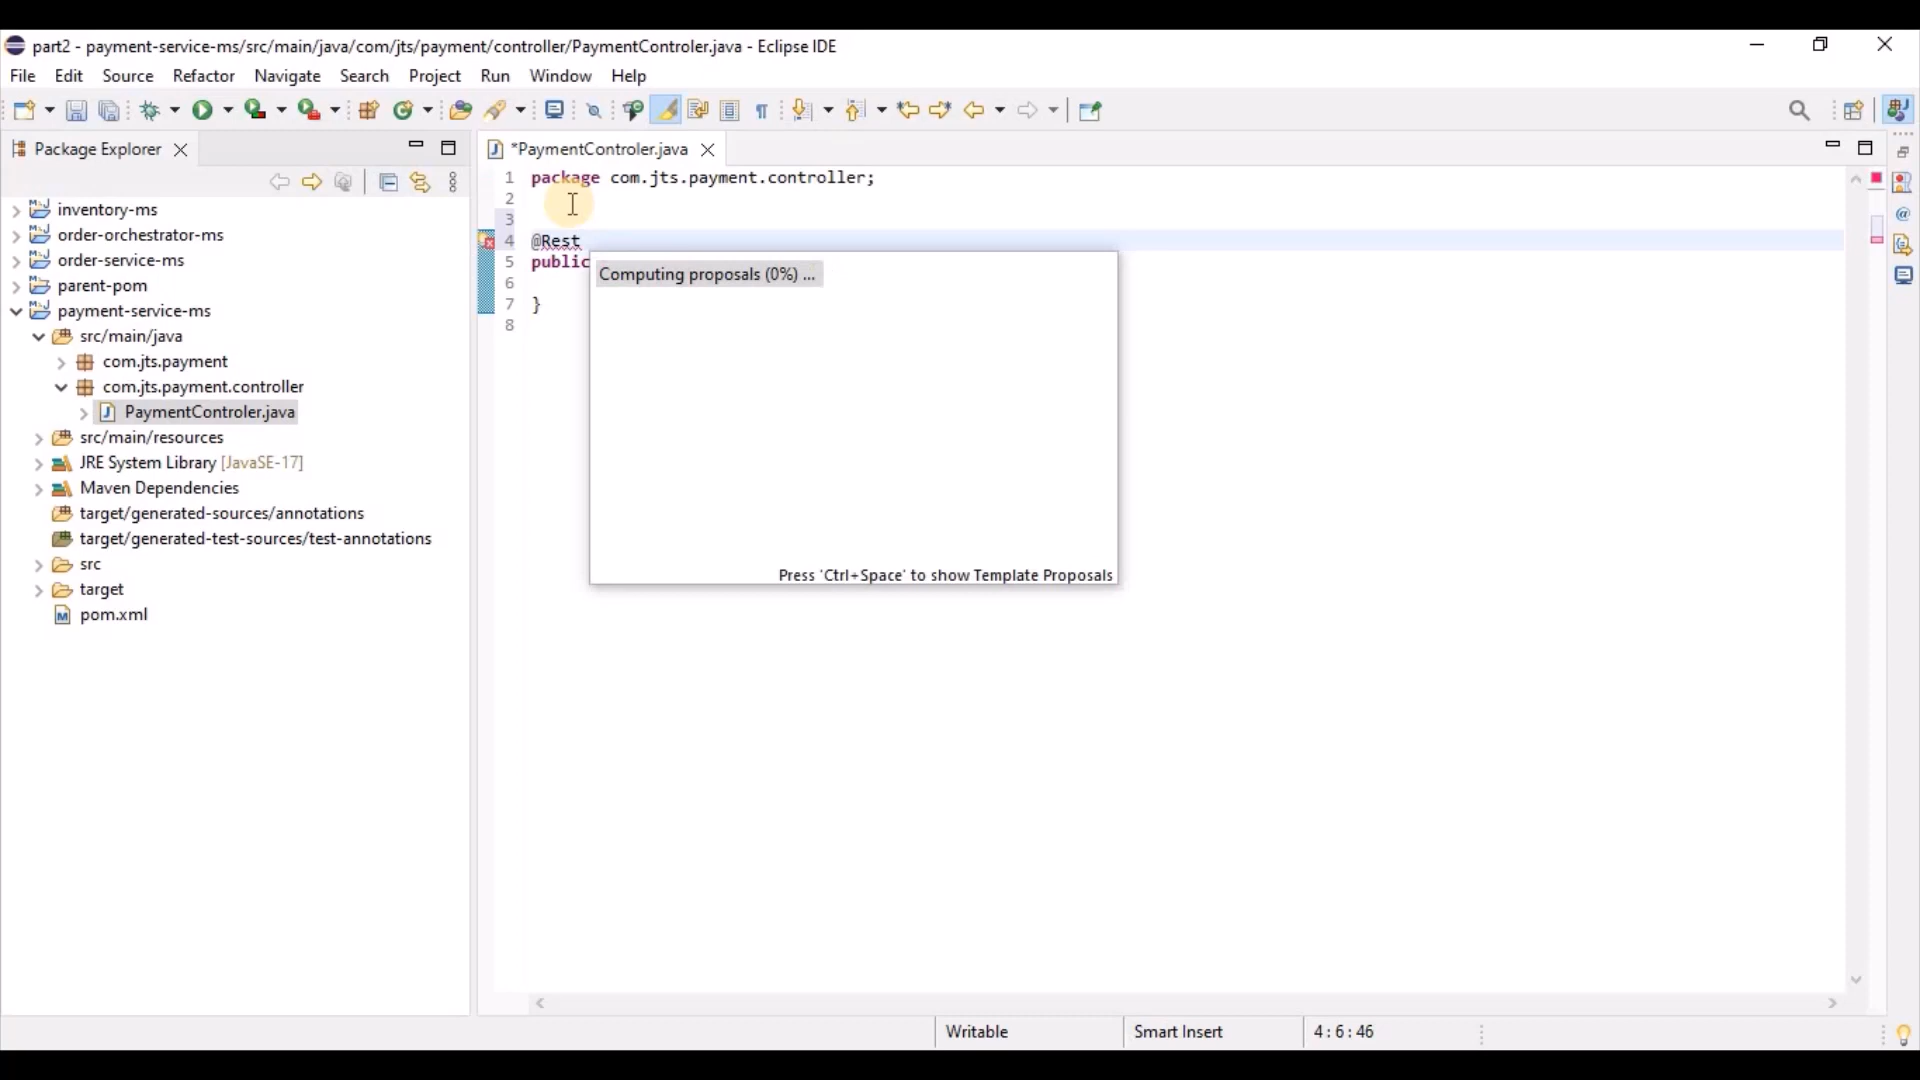 part2 - payment-service-ms/src/main/java/com/jts/payment/controller/PaymentControler.java - Eclipse IDE
File Edit Source Refactor Navigate Search Project Run Window Help
Package Explorer
*PaymentControler.java
inventory-ms
order-orchestrator-ms
order-service-ms
parent-pom
payment-service-ms
src/main/java
com.jts.payment
com.jts.payment.controller
PaymentControler.java
src/main/resources
JRE System Library [JavaSE-17]
Maven Dependencies
target/generated-sources/annotations
target/generated-test-sources/test-annotations
src
target
pom.xml
1 package com.jts.payment.controller;
2
3
4 @Rest
5 public
6
7 }
8
Computing proposals (0%) ...
Press 'Ctrl+Space' to show Template Proposals
Writable Smart Insert 4 : 6 : 46